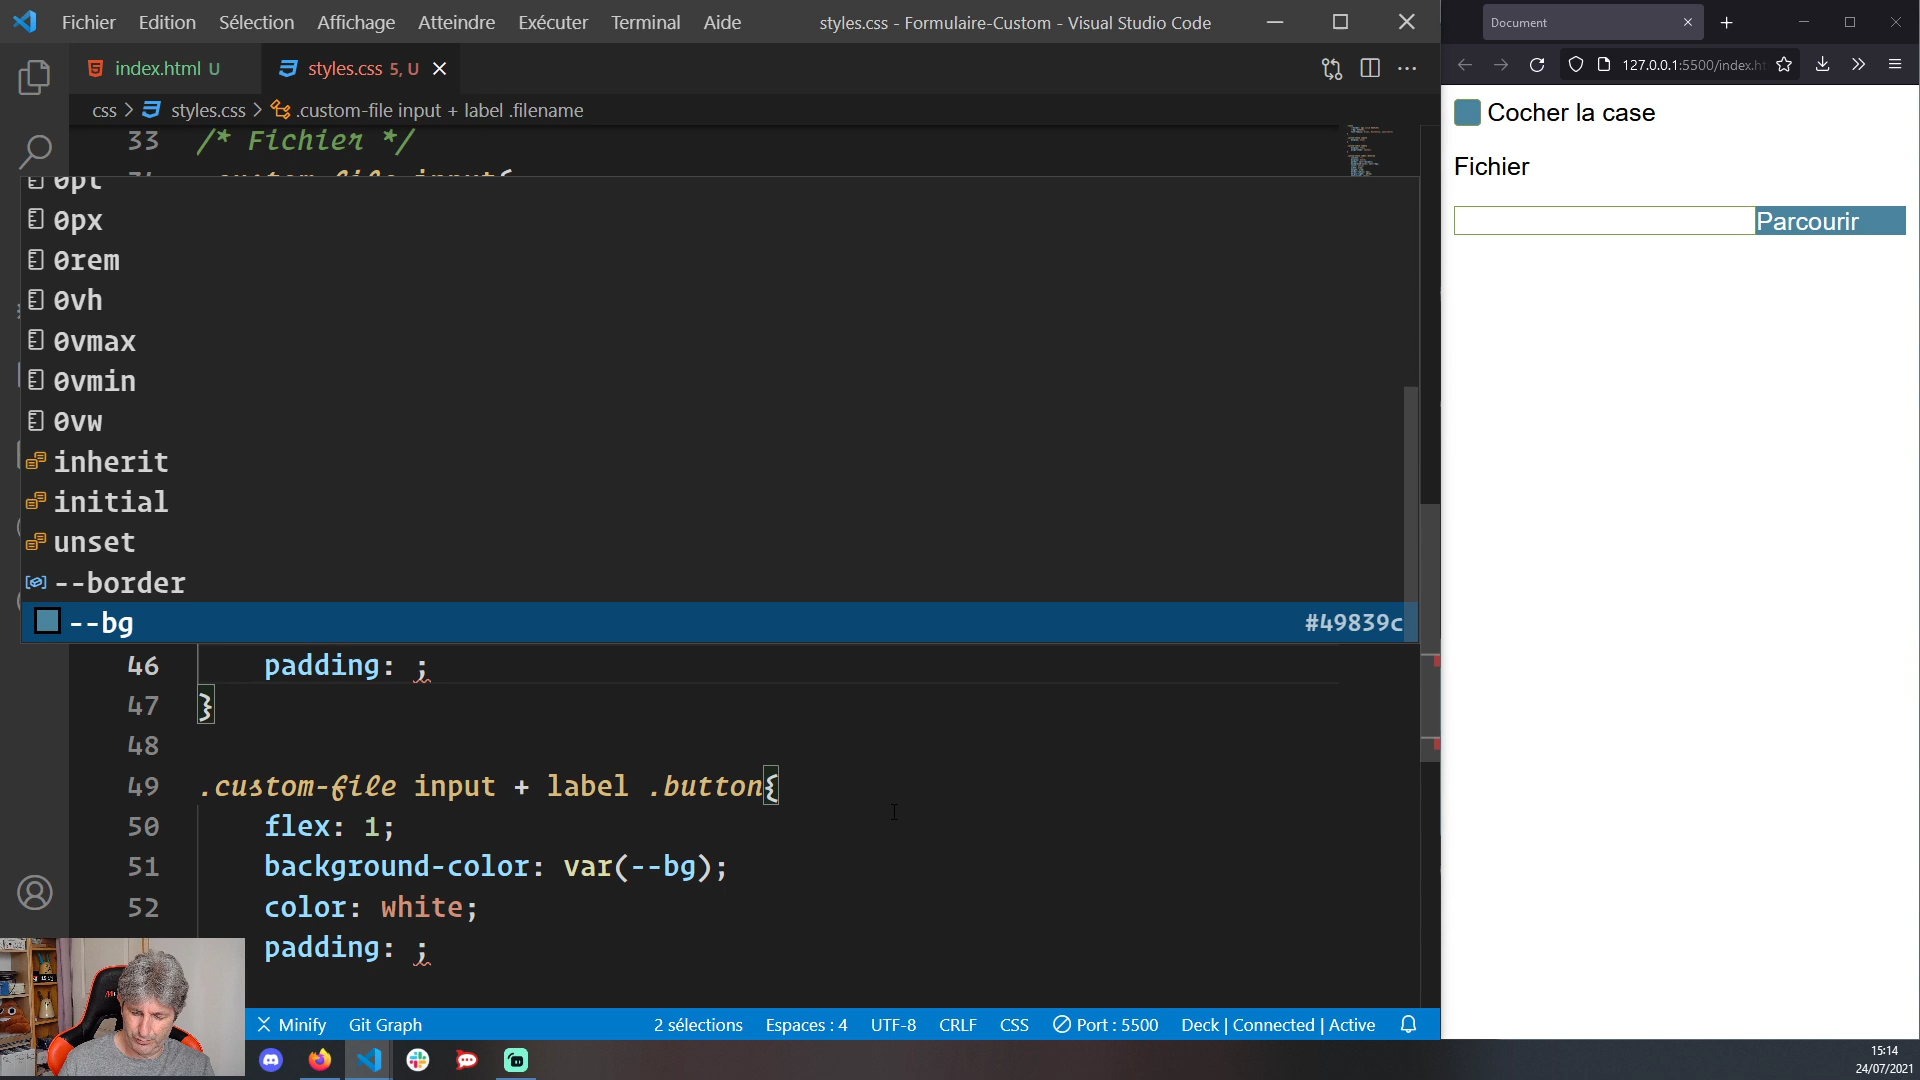 Fichier Edition Sélection Affichage Atteindre Exécuter Terminal Aide
styles.css - Formulaire-Custom - Visual Studio Code
Document
index.html U
styles.css 5, U
127.0.0.1:5500/index.ht
css > styles.css > .custom-file input + label .filename
33 /* Fichier */
0pt
0px
0rem
0vh
0vmax
0vmin
0vw
inherit
initial
unset
--border
--bg #49839c
46 padding: ;
47 }
48
49 .custom-file input + label .button{
50 flex: 1;
51 background-color: var(--bg);
52 color: white;
padding: ;
Cocher la case
Fichier
Parcourir
Minify Git Graph 2 sélections Espaces : 4 UTF-8 CRLF CSS Port : 5500 Deck | Connected | Active
15:14
24/07/2021